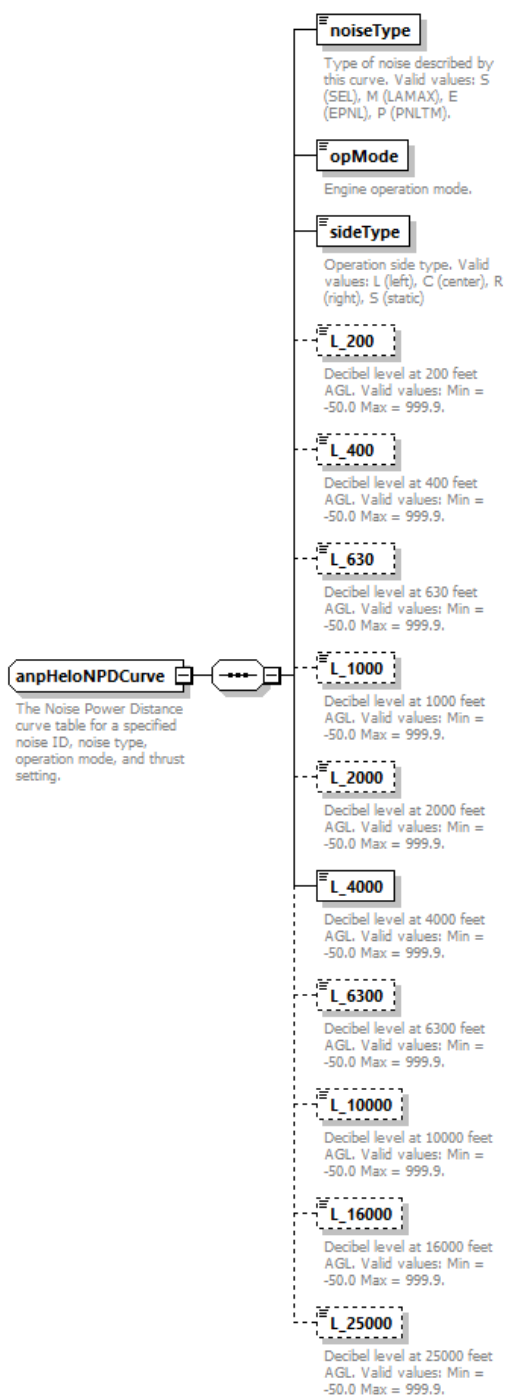 noiseType
Type of noise described by
this curve. Valid values: S
(SEL), M (LAMAX), E
(EPNL), P (PNLTM).
opMode
Engine operation mode.
sideType
Operation side type. Valid
values: L (left), C (center), R
(right), S (static)
L_200
Decibel level at 200 feet
AGL. Valid values: Min =
-50.0 Max = 999.9.
L_400
Decibel level at 400 feet
AGL. Valid values: Min =
-50.0 Max = 999.9.
L_630
Decibel level at 630 feet
AGL. Valid values: Min =
-50.0 Max = 999.9.
anpHeloNPDCurve
The Noise Power Distance
curve table for a specified
noise ID, noise type,
operation mode, and thrust
setting.
L_1000
Decibel level at 1000 feet
AGL. Valid values: Min =
-50.0 Max = 999.9.
L_2000
Decibel level at 2000 feet
AGL. Valid values: Min =
-50.0 Max = 999.9.
L_4000
Decibel level at 4000 feet
AGL. Valid values: Min =
-50.0 Max = 999.9.
L_6300
Decibel level at 6300 feet
AGL. Valid values: Min =
-50.0 Max = 999.9.
L_10000
Decibel level at 10000 feet
AGL. Valid values: Min =
-50.0 Max = 999.9.
L_16000
Decibel level at 16000 feet
AGL. Valid values: Min =
-50.0 Max = 999.9.
L_25000
Decibel level at 25000 feet
AGL. Valid values: Min =
-50.0 Max = 999.9.